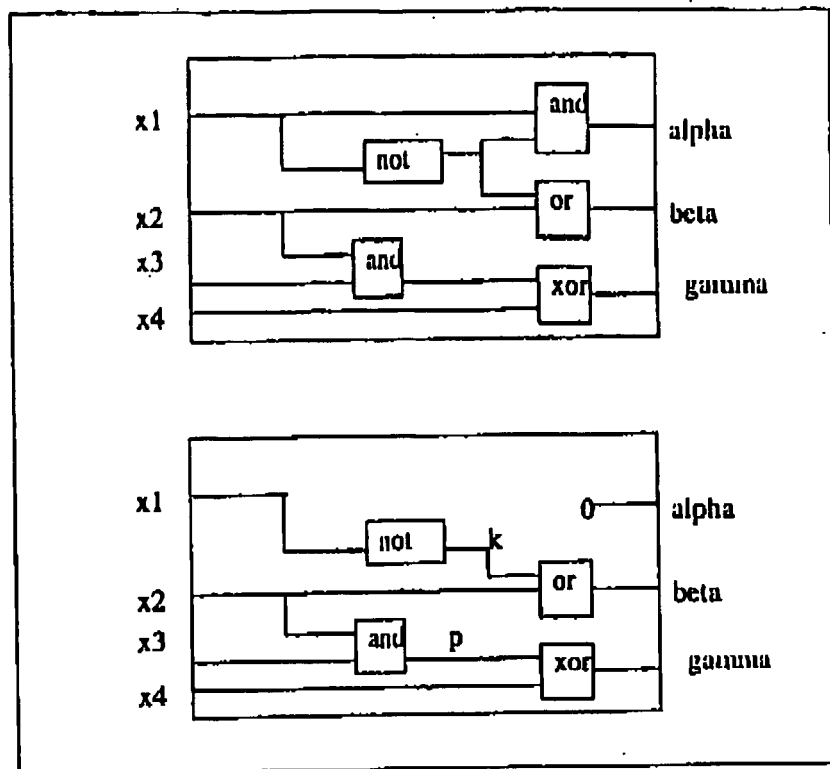 and
x1
alpha
not
or
x2
beta
x3
and
xor
gamma
x4
x1
0
alpha
not
k
or
x2
beta
x3
and
p
xor
gamma
x4